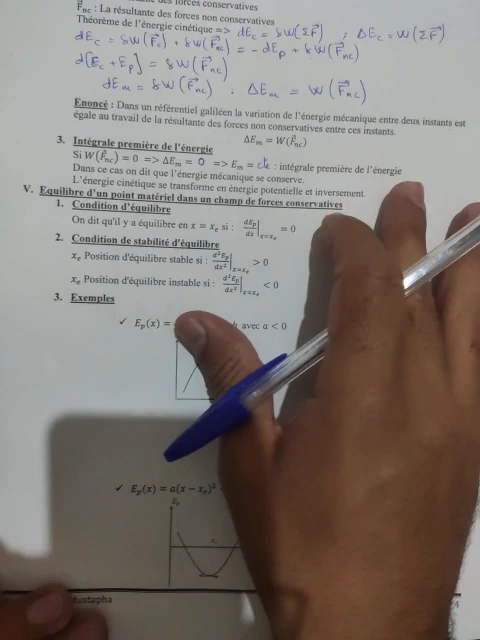 des forces conservatives
F⃗nc : La résultante des forces non conservatives
Théorème de l'énergie cinétique => dEc = δW(ΣF⃗) ; ΔEc = W(ΣF⃗)
dEc = δW(F⃗c) + δW(F⃗nc) = -dEp + δW(F⃗nc)
d[Ec + Ep] = δW(F⃗nc)
dEm = δW(F⃗nc) ; ΔEm = W(F⃗nc)
Enoncé : Dans un référentiel galiléen la variation de l'énergie mécanique entre deux instants est
égale au travail de la résultante des forces non conservatives entre ces instants.
ΔEm = W(F⃗nc)
3. Intégrale première de l'énergie
Si W(F⃗nc) = 0 => ΔEm = 0 => Em = cte : intégrale première de l'énergie
Dans ce cas on dit que l'énergie mécanique se conserve.
L'énergie cinétique se transforme en énergie potentielle et inversement.
V. Equilibre d'un point matériel dans un champ de forces conservatives
1. Condition d'équilibre
On dit qu'il y a équilibre en x = xe si : dEp/dx|x=xe = 0
2. Condition de stabilité d'équilibre
xe Position d'équilibre stable si : d²Ep/dx²|x=xe > 0
xe Position d'équilibre instable si : d²Ep/dx²|x=xe < 0
3. Exemples
✓ Ep(x) = avec a < 0
✓ Ep(x) = a(x − xe)²
Ep
xe
Mustapha